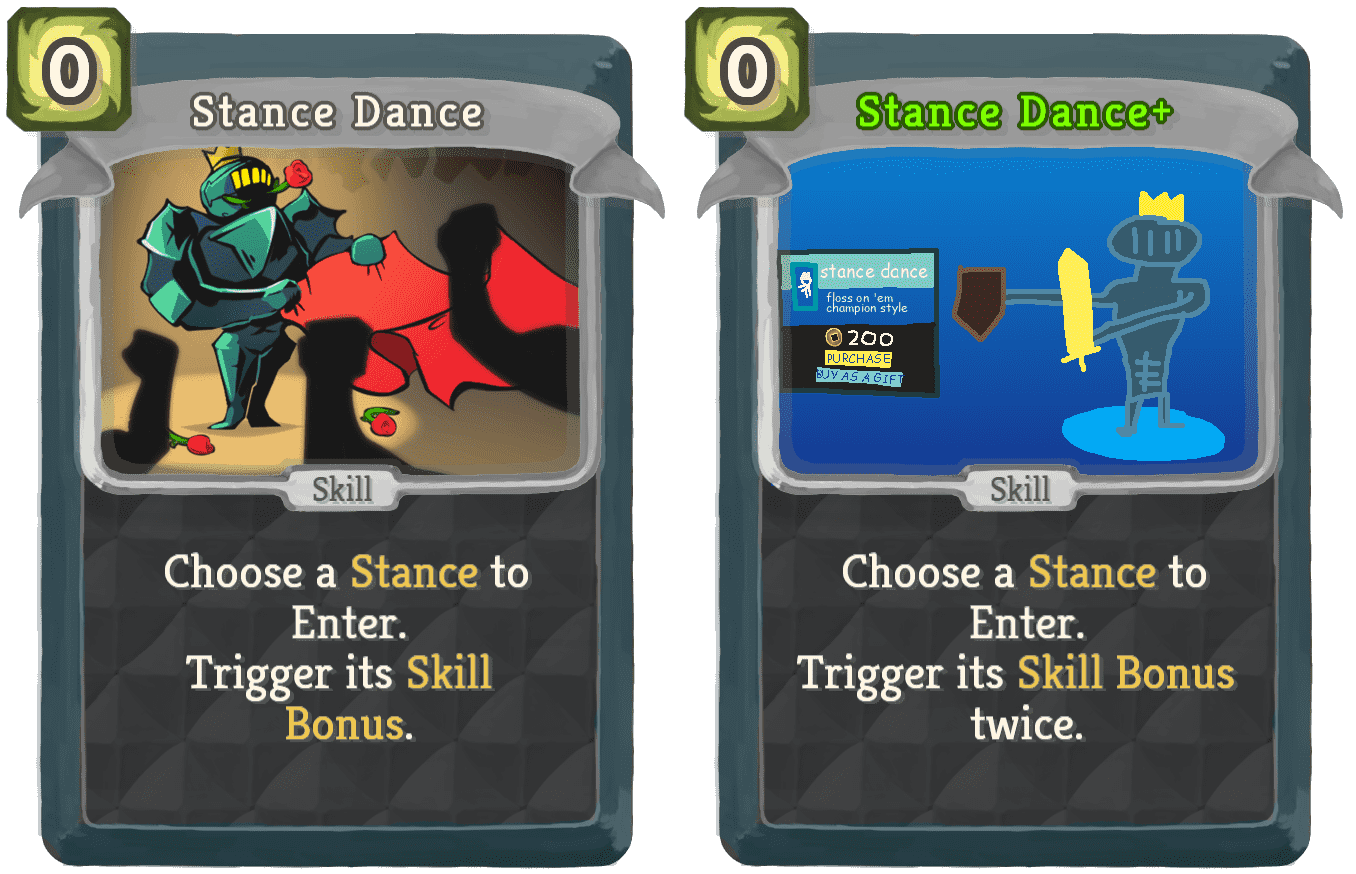 0
Stance Dance
Skill
Choose a Stance to
Enter.
Trigger its Skill
Bonus.
0
Stance Dance+
stance dance
floss on 'em
champion style
200
PURCHASE
BUY AS A GIFT
Skill
Choose a Stance to
Enter.
Trigger its Skill Bonus
twice.